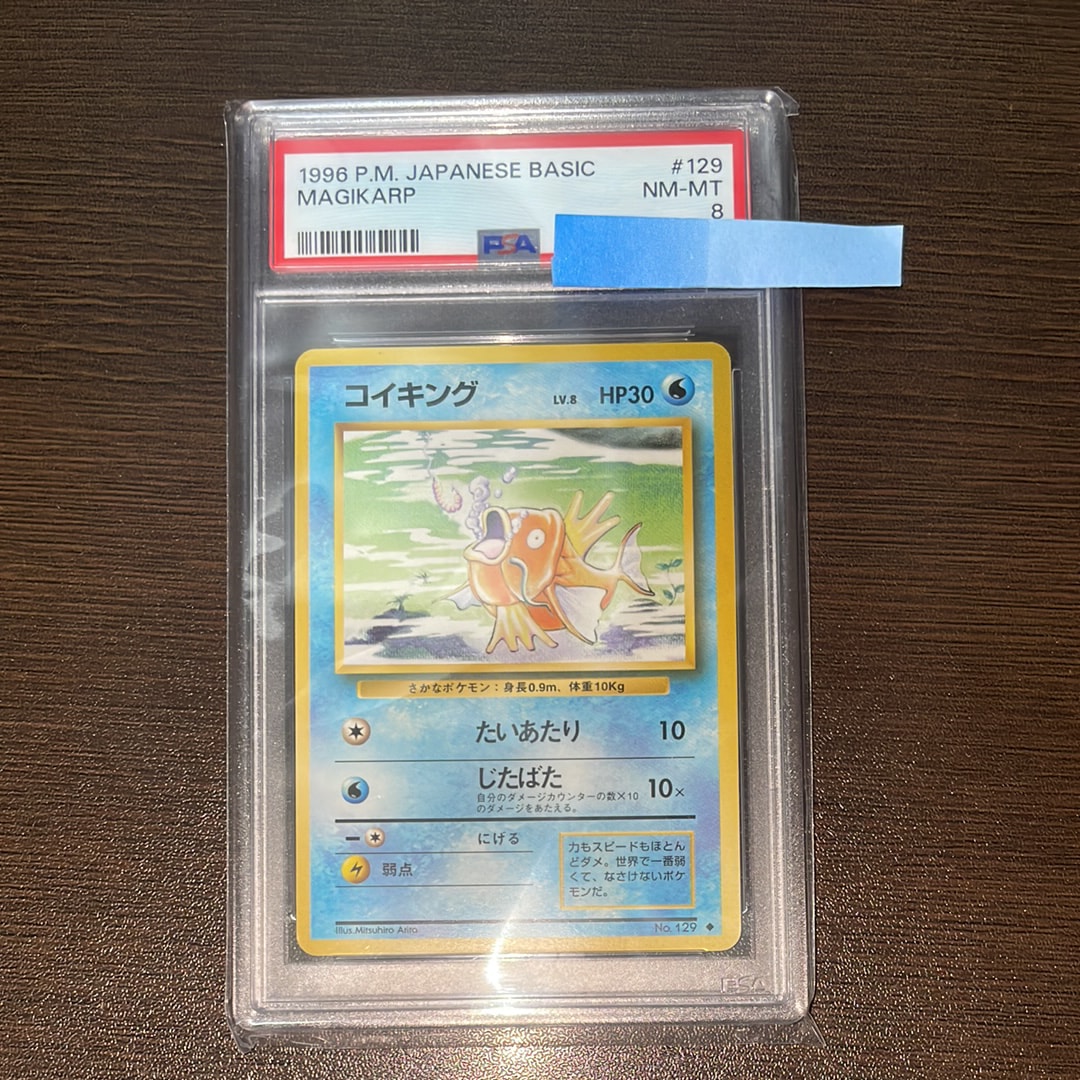 1996 P.M. JAPANESE BASIC #129
MAGIKARP NM-MT
8
PSA
コイキング LV.8 HP30
さかなポケモン：身長0.9m、体重10Kg
たいあたり 10
じたばた 10×
自分のダメージカウンターの数×10
のダメージをあたえる。
にげる
弱点
力もスピードもほとん
どダメ。世界で一番弱
くて、なさけないポケ
モンだ。
Illus.Mitsuhiro Arita No. 129
PSA